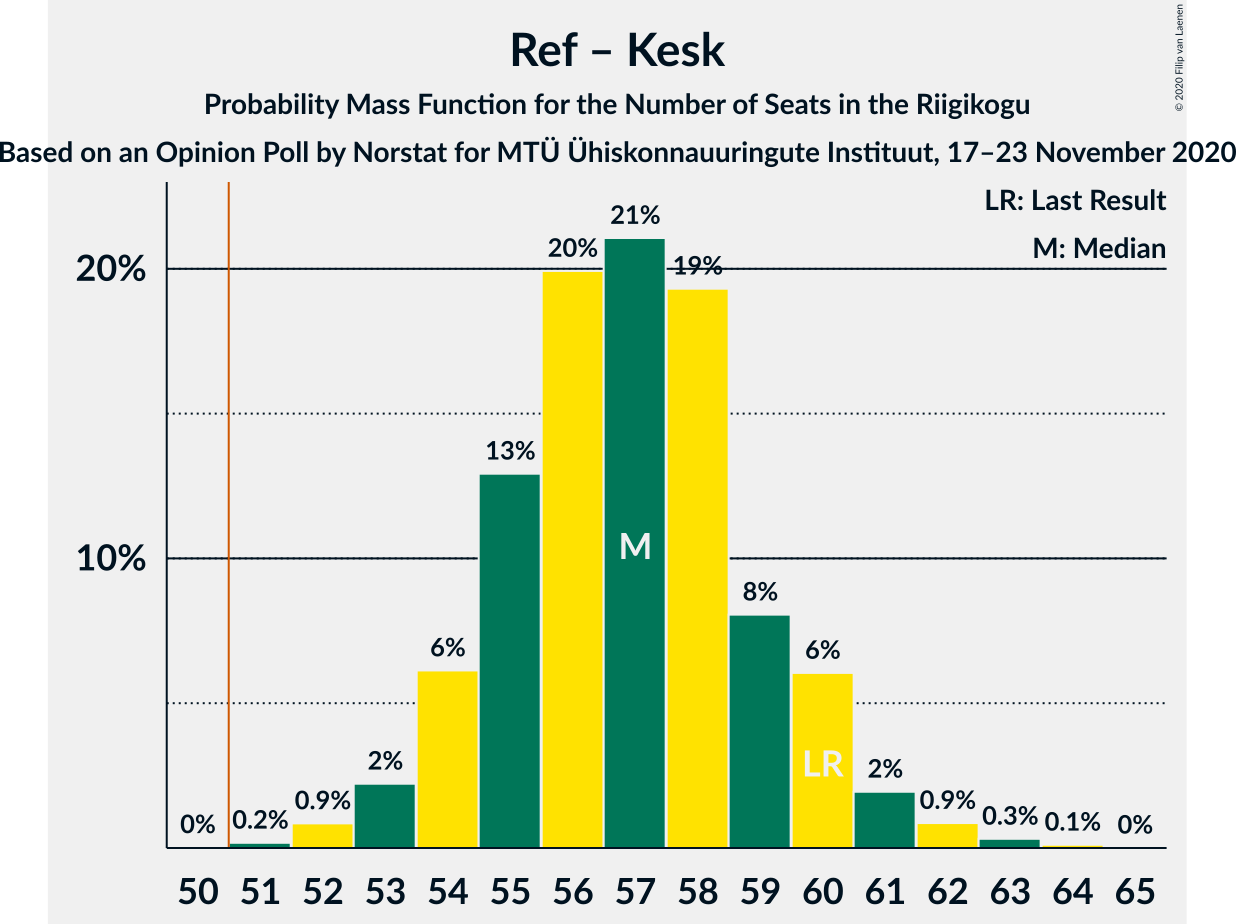 Ref – Kesk
Probability Mass Function for the Number of Seats in the Riigikogu
Based on an Opinion Poll by Norstat for MTÜ Ühiskonnauuringute Instituut, 17–23 November 2020
© 2020 Filip van Laenen
LR: Last Result
M: Median
20%
10%
0%
0.2%
0.9%
2%
6%
13%
20%
21%
19%
8%
6%
2%
0.9%
0.3%
0.1%
0%
M
LR
50 51 52 53 54 55 56 57 58 59 60 61 62 63 64 65